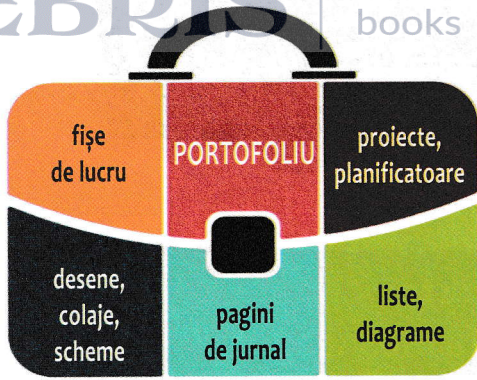 books
fișe
de lucru
PORTOFOLIU
proiecte,
planificatoare
desene,
colaje,
scheme
pagini
de jurnal
liste,
diagrame